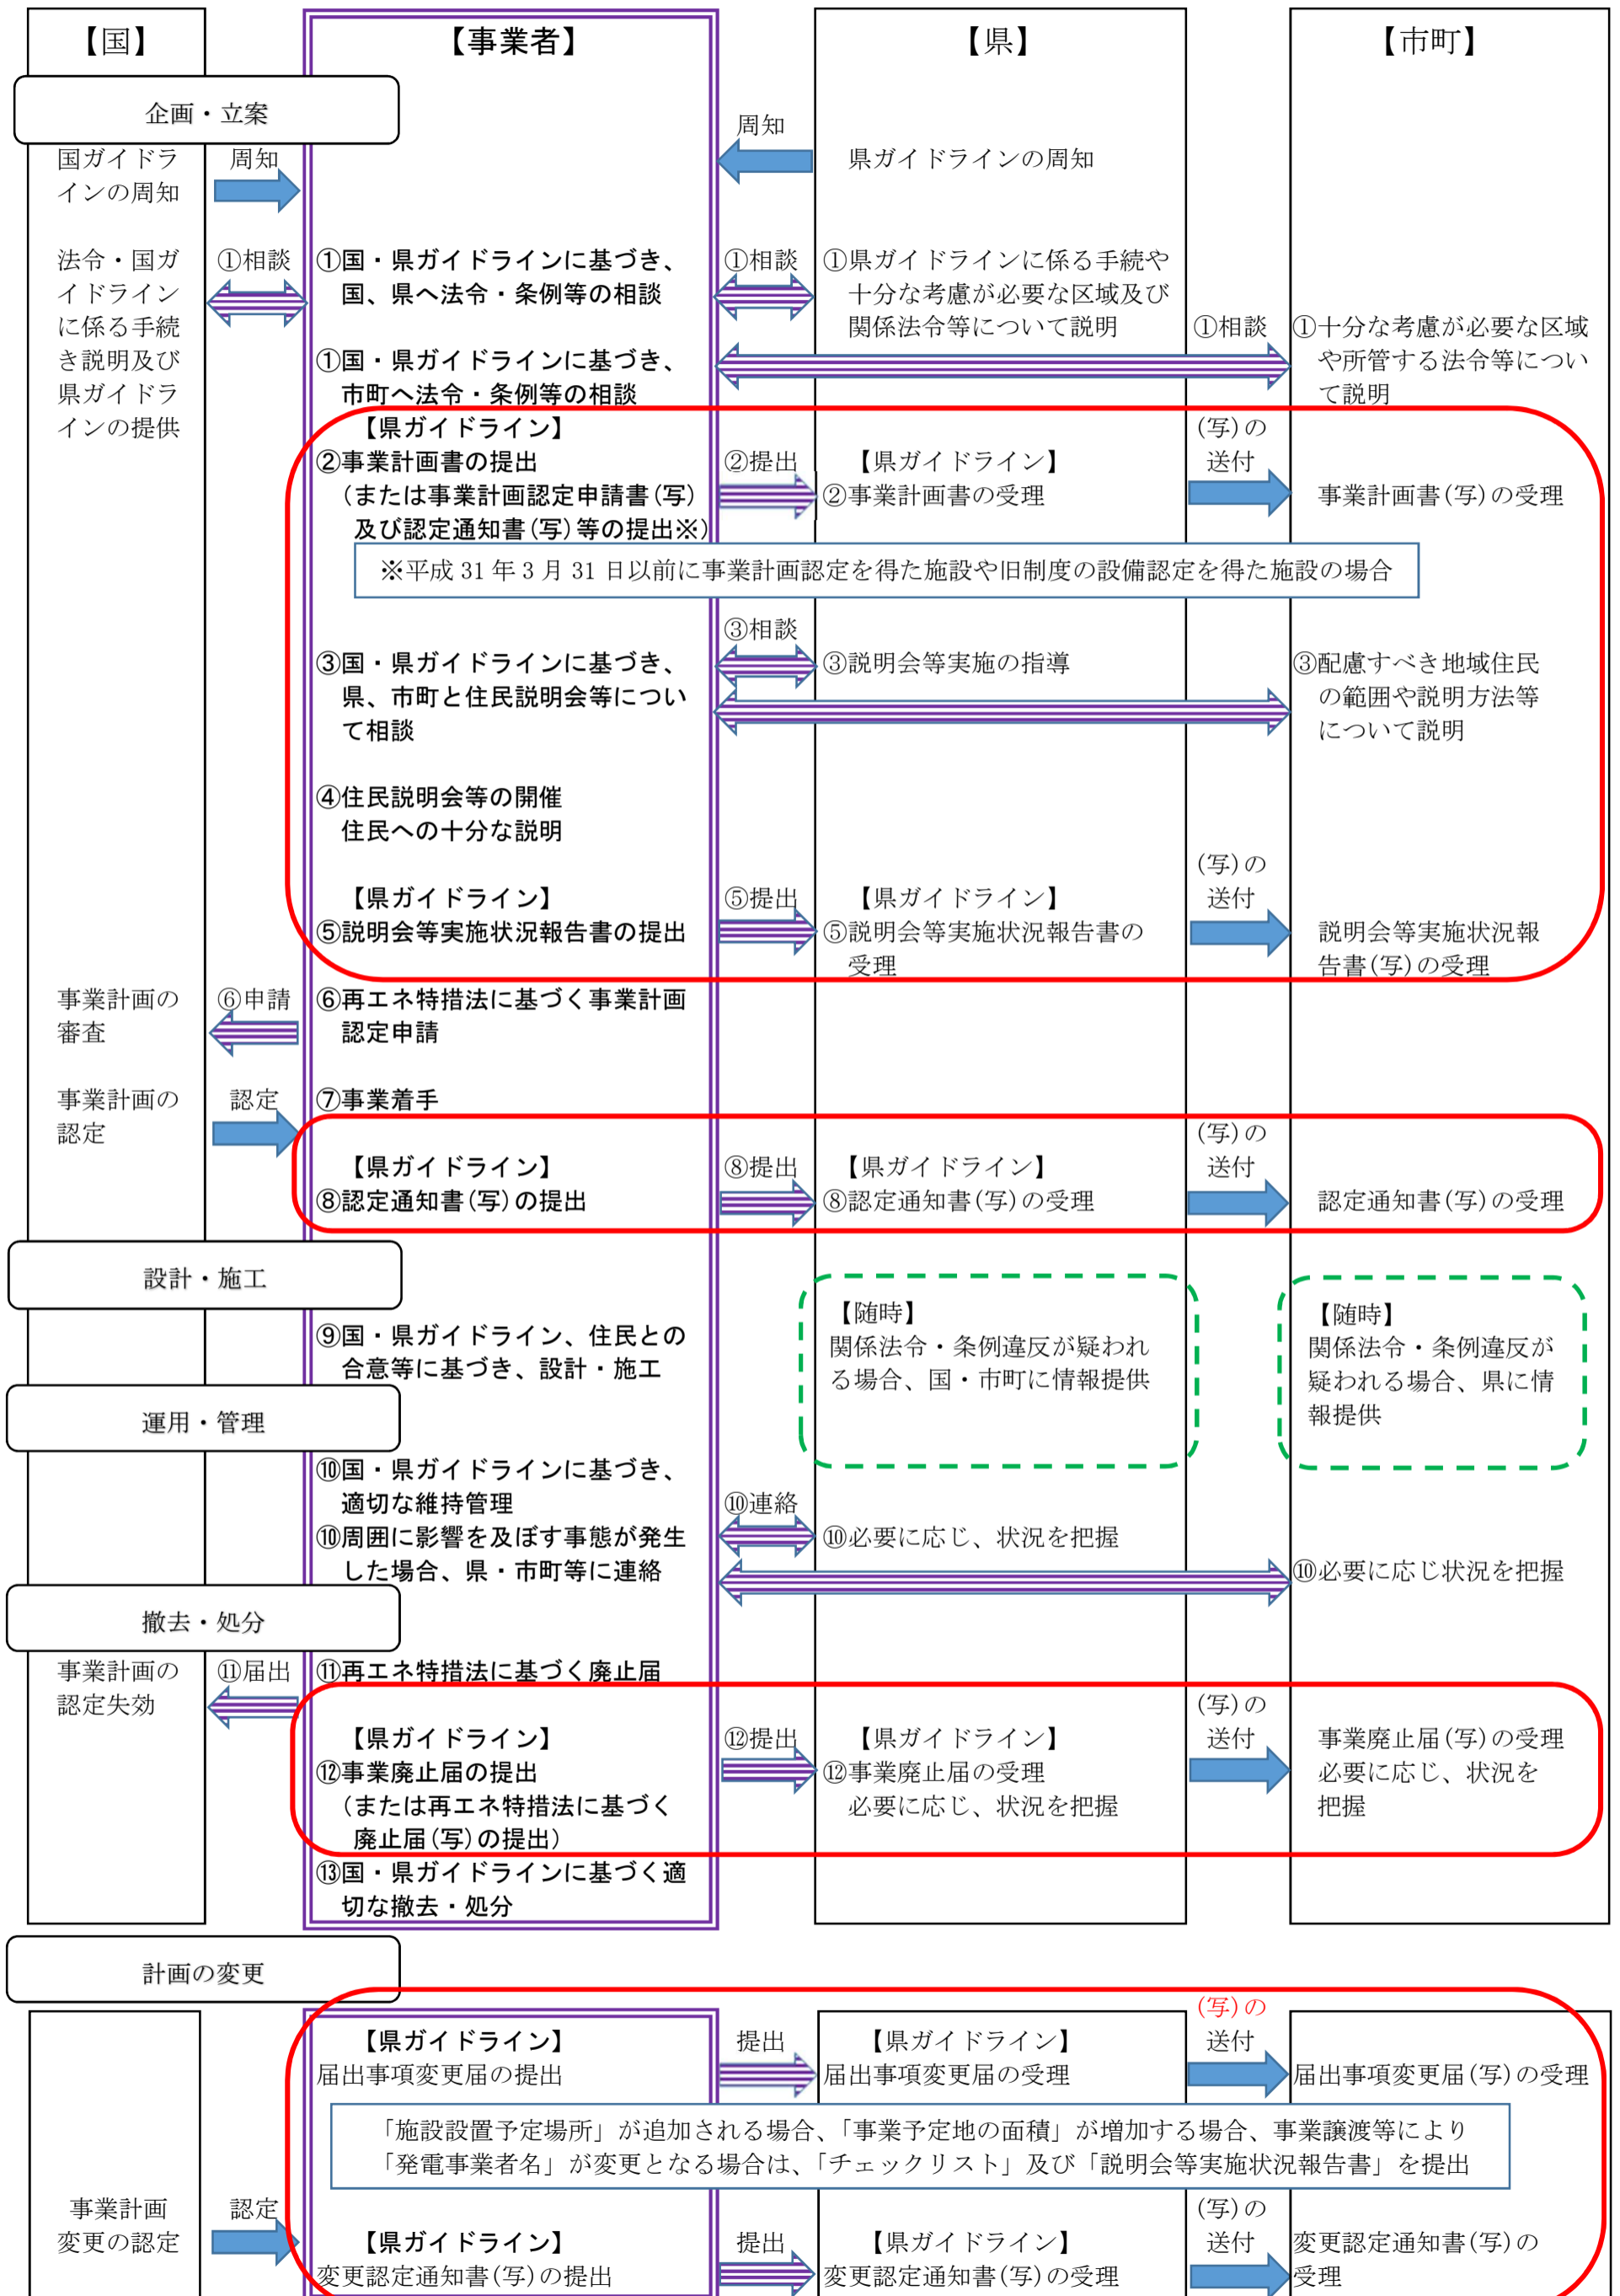 【国】
【事業者】
【県】
【市町】
企画・立案
国ガイドラ
インの周知
周知
周知
県ガイドラインの周知
法令・国ガ
イドライン
に係る手続
き説明及び
県ガイドラ
インの提供
①相談
①国・県ガイドラインに基づき、
国、県へ法令・条例等の相談
①相談
①県ガイドラインに係る手続や
十分な考慮が必要な区域及び
関係法令等について説明
①国・県ガイドラインに基づき、
市町へ法令・条例等の相談
①相談
①十分な考慮が必要な区域
や所管する法令等につい
て説明
【県ガイドライン】
②事業計画書の提出
(または事業計画認定申請書(写)
及び認定通知書(写)等の提出※)
②提出
【県ガイドライン】
②事業計画書の受理
(写)の
送付
事業計画書(写)の受理
※平成 31 年 3 月 31 日以前に事業計画認定を得た施設や旧制度の設備認定を得た施設の場合
③国・県ガイドラインに基づき、
県、市町と住民説明会等につい
て相談
③相談
③説明会等実施の指導
③配慮すべき地域住民
の範囲や説明方法等
について説明
④住民説明会等の開催
住民への十分な説明
【県ガイドライン】
⑤説明会等実施状況報告書の提出
⑤提出
【県ガイドライン】
⑤説明会等実施状況報告書の
受理
(写)の
送付
説明会等実施状況報
告書(写)の受理
事業計画の
審査
⑥申請
⑥再エネ特措法に基づく事業計画
認定申請
事業計画の
認定
認定
⑦事業着手
【県ガイドライン】
⑧認定通知書(写)の提出
⑧提出
【県ガイドライン】
⑧認定通知書(写)の受理
(写)の
送付
認定通知書(写)の受理
設計・施工
⑨国・県ガイドライン、住民との
合意等に基づき、設計・施工
【随時】
関係法令・条例違反が疑われ
る場合、国・市町に情報提供
【随時】
関係法令・条例違反が
疑われる場合、県に情
報提供
運用・管理
⑩国・県ガイドラインに基づき、
適切な維持管理
⑩周囲に影響を及ぼす事態が発生
した場合、県・市町等に連絡
⑩連絡
⑩必要に応じ、状況を把握
⑩必要に応じ状況を把握
撤去・処分
事業計画の
認定失効
⑪届出
⑪再エネ特措法に基づく廃止届
【県ガイドライン】
⑫事業廃止届の提出
(または再エネ特措法に基づく
廃止届(写)の提出)
⑫提出
【県ガイドライン】
⑫事業廃止届の受理
必要に応じ、状況を把握
(写)の
送付
事業廃止届(写)の受理
必要に応じ、状況を
把握
⑬国・県ガイドラインに基づく適
切な撤去・処分
計画の変更
【県ガイドライン】
届出事項変更届の提出
提出
【県ガイドライン】
届出事項変更届の受理
(写)の
送付
届出事項変更届(写)の受理
「施設設置予定場所」が追加される場合、「事業予定地の面積」が増加する場合、事業譲渡等により
「発電事業者名」が変更となる場合は、「チェックリスト」及び「説明会等実施状況報告書」を提出
事業計画
変更の認定
認定
【県ガイドライン】
変更認定通知書(写)の提出
提出
【県ガイドライン】
変更認定通知書(写)の受理
(写)の
送付
変更認定通知書(写)の
受理